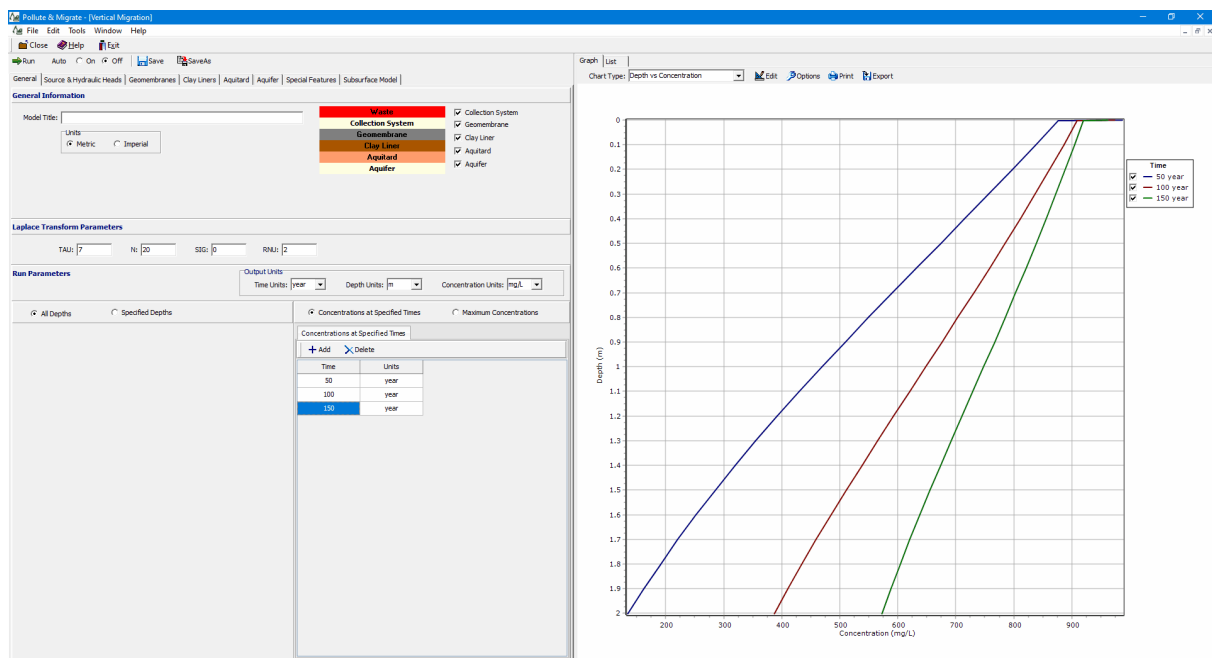 Pollute & Migrate - [Vertical Migration]
File Edit Tools Window Help
Close Help Exit
Run Auto On Off Save SaveAs
General Source & Hydraulic Heads Geomembranes Clay Liners Aquitard Aquifer Special Features Subsurface Model
General Information
Model Title:
Units
Metric Imperial
Waste
Collection System
Geomembrane
Clay Liner
Aquitard
Aquifer
Collection System
Geomembrane
Clay Liner
Aquitard
Aquifer
Laplace Transform Parameters
TAU: 7 N: 20 SIG: 0 RNU: 2
Run Parameters
Output Units
Time Units: year Depth Units: m Concentration Units: mg/L
All Depths Specified Depths
Concentrations at Specified Times Maximum Concentrations
Concentrations at Specified Times
Add Delete
Time Units
50 year
100 year
150 year
Graph List
Chart Type: Depth vs Concentration Edit Options Print Export
0
0.1
0.2
0.3
0.4
0.5
0.6
0.7
0.8
0.9
1
1.1
1.2
1.3
1.4
1.5
1.6
1.7
1.8
1.9
2
Depth (m)
200 300 400 500 600 700 800 900
Concentration (mg/L)
Time
50 year
100 year
150 year